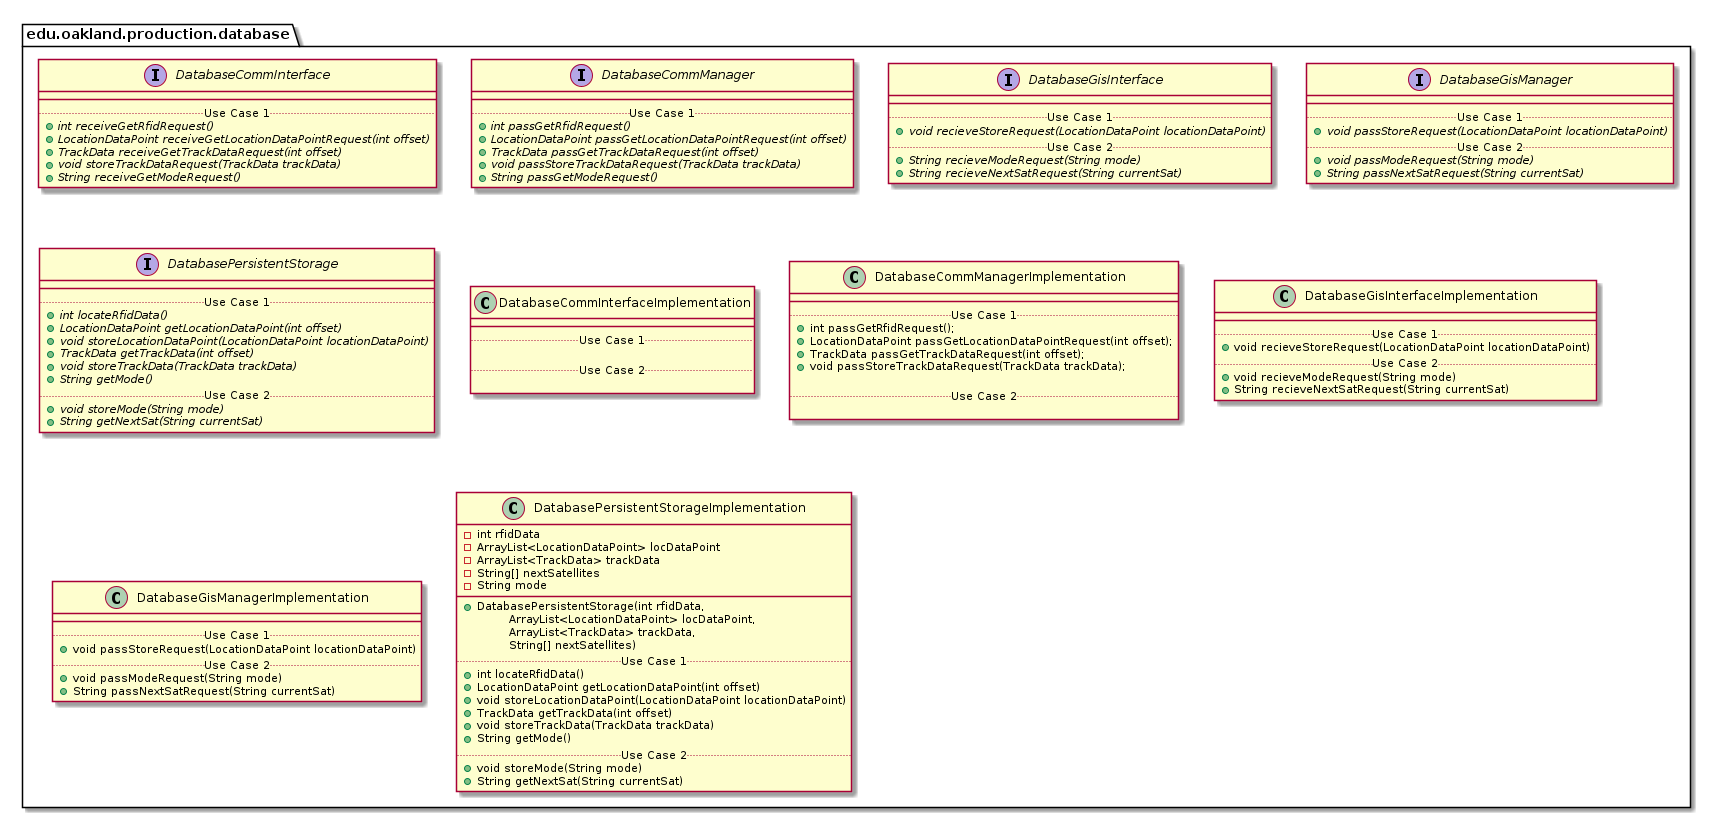 edu.oakland.production.database
I DatabaseCommInterface
Use Case 1
int receiveGetRfidRequest()
LocationDataPoint receiveGetLocationDataPointRequest(int offset)
TrackData receiveGetTrackDataRequest(int offset)
void storeTrackDataRequest(TrackData trackData)
String receiveGetModeRequest()
I DatabaseCommManager
Use Case 1
int passGetRfidRequest()
LocationDataPoint passGetLocationDataPointRequest(int offset)
TrackData passGetTrackDataRequest(int offset)
void passStoreTrackDataRequest(TrackData trackData)
String passGetModeRequest()
I DatabaseGisInterface
Use Case 1
void recieveStoreRequest(LocationDataPoint locationDataPoint)
Use Case 2
String recieveModeRequest(String mode)
String recieveNextSatRequest(String currentSat)
I DatabaseGisManager
Use Case 1
void passStoreRequest(LocationDataPoint locationDataPoint)
Use Case 2
void passModeRequest(String mode)
String passNextSatRequest(String currentSat)
I DatabasePersistentStorage
Use Case 1
int locateRfidData()
LocationDataPoint getLocationDataPoint(int offset)
void storeLocationDataPoint(LocationDataPoint locationDataPoint)
TrackData getTrackData(int offset)
void storeTrackData(TrackData trackData)
String getMode()
Use Case 2
void storeMode(String mode)
String getNextSat(String currentSat)
C DatabaseCommInterfaceImplementation
Use Case 1
Use Case 2
C DatabaseCommManagerImplementation
Use Case 1
int passGetRfidRequest();
LocationDataPoint passGetLocationDataPointRequest(int offset);
TrackData passGetTrackDataRequest(int offset);
void passStoreTrackDataRequest(TrackData trackData);
Use Case 2
C DatabaseGisInterfaceImplementation
Use Case 1
void recieveStoreRequest(LocationDataPoint locationDataPoint)
Use Case 2
void recieveModeRequest(String mode)
String recieveNextSatRequest(String currentSat)
C DatabaseGisManagerImplementation
Use Case 1
void passStoreRequest(LocationDataPoint locationDataPoint)
Use Case 2
void passModeRequest(String mode)
String passNextSatRequest(String currentSat)
C DatabasePersistentStorageImplementation
int rfidData
ArrayList<LocationDataPoint> locDataPoint
ArrayList<TrackData> trackData
String[] nextSatellites
String mode
DatabasePersistentStorage(int rfidData,
ArrayList<LocationDataPoint> locDataPoint,
ArrayList<TrackData> trackData,
String[] nextSatellites)
Use Case 1
int locateRfidData()
LocationDataPoint getLocationDataPoint(int offset)
void storeLocationDataPoint(LocationDataPoint locationDataPoint)
TrackData getTrackData(int offset)
void storeTrackData(TrackData trackData)
String getMode()
Use Case 2
void storeMode(String mode)
String getNextSat(String currentSat)